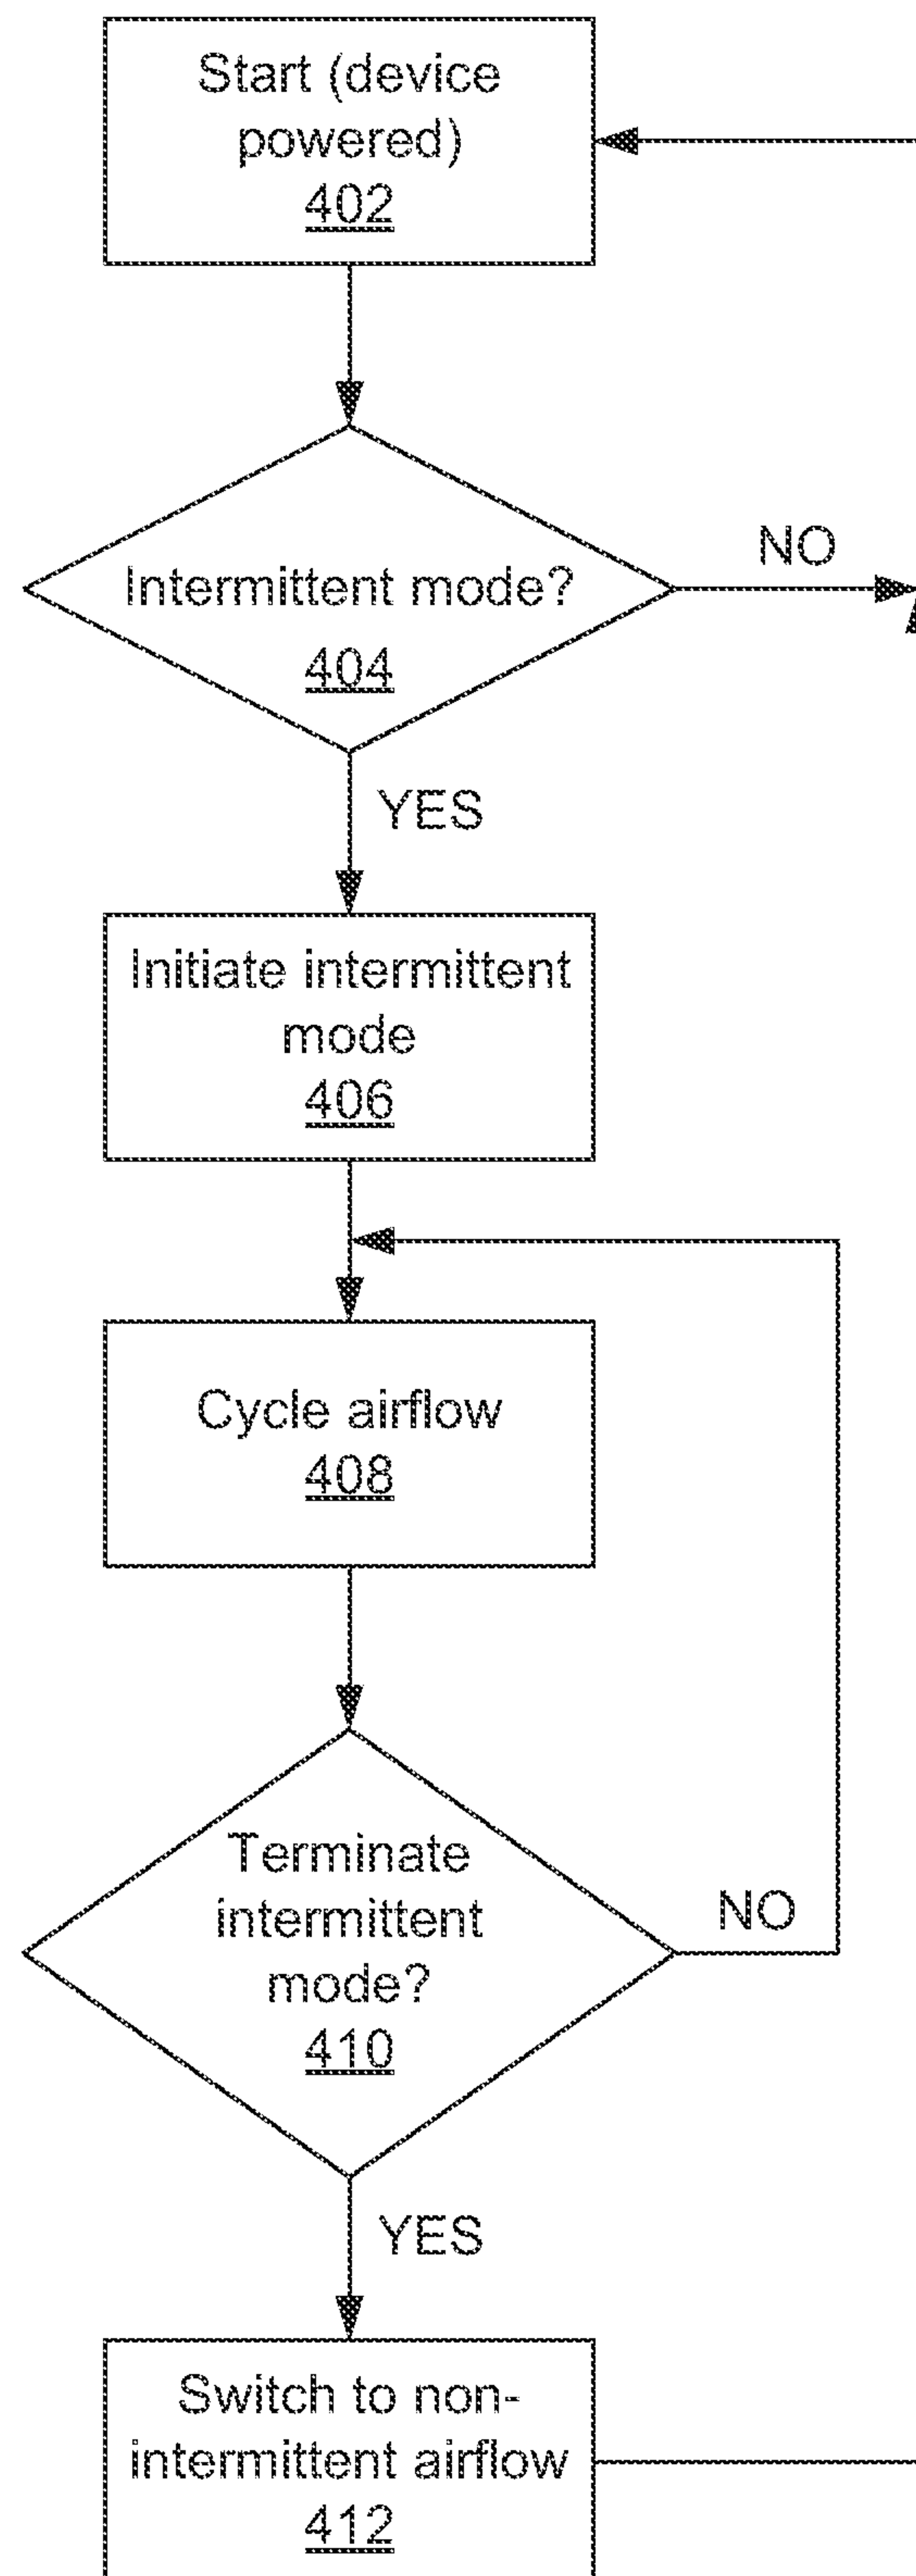 Start (device
powered)
402
Intermittent mode?
404
NO
YES
Initiate intermittent
mode
406
Cycle airflow
408
Terminate
intermittent
mode?
410
NO
YES
Switch to non-
intermittent airflow
412